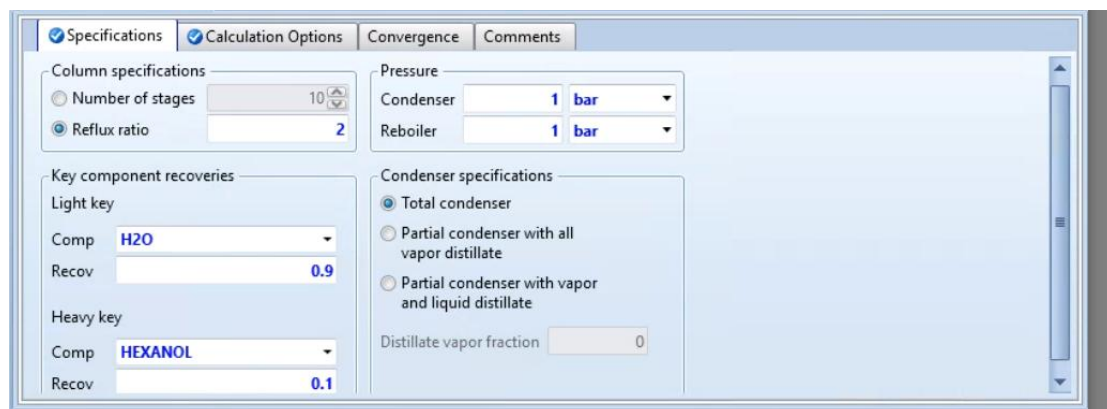 Specifications
Calculation Options
Convergence
Comments
Column specifications
Number of stages 10
Reflux ratio 2
Pressure
Condenser 1 bar
Reboiler 1 bar
Key component recoveries
Light key
Comp H2O
Recov 0.9
Heavy key
Comp HEXANOL
Recov 0.1
Condenser specifications
Total condenser
Partial condenser with all
vapor distillate
Partial condenser with vapor
and liquid distillate
Distillate vapor fraction 0